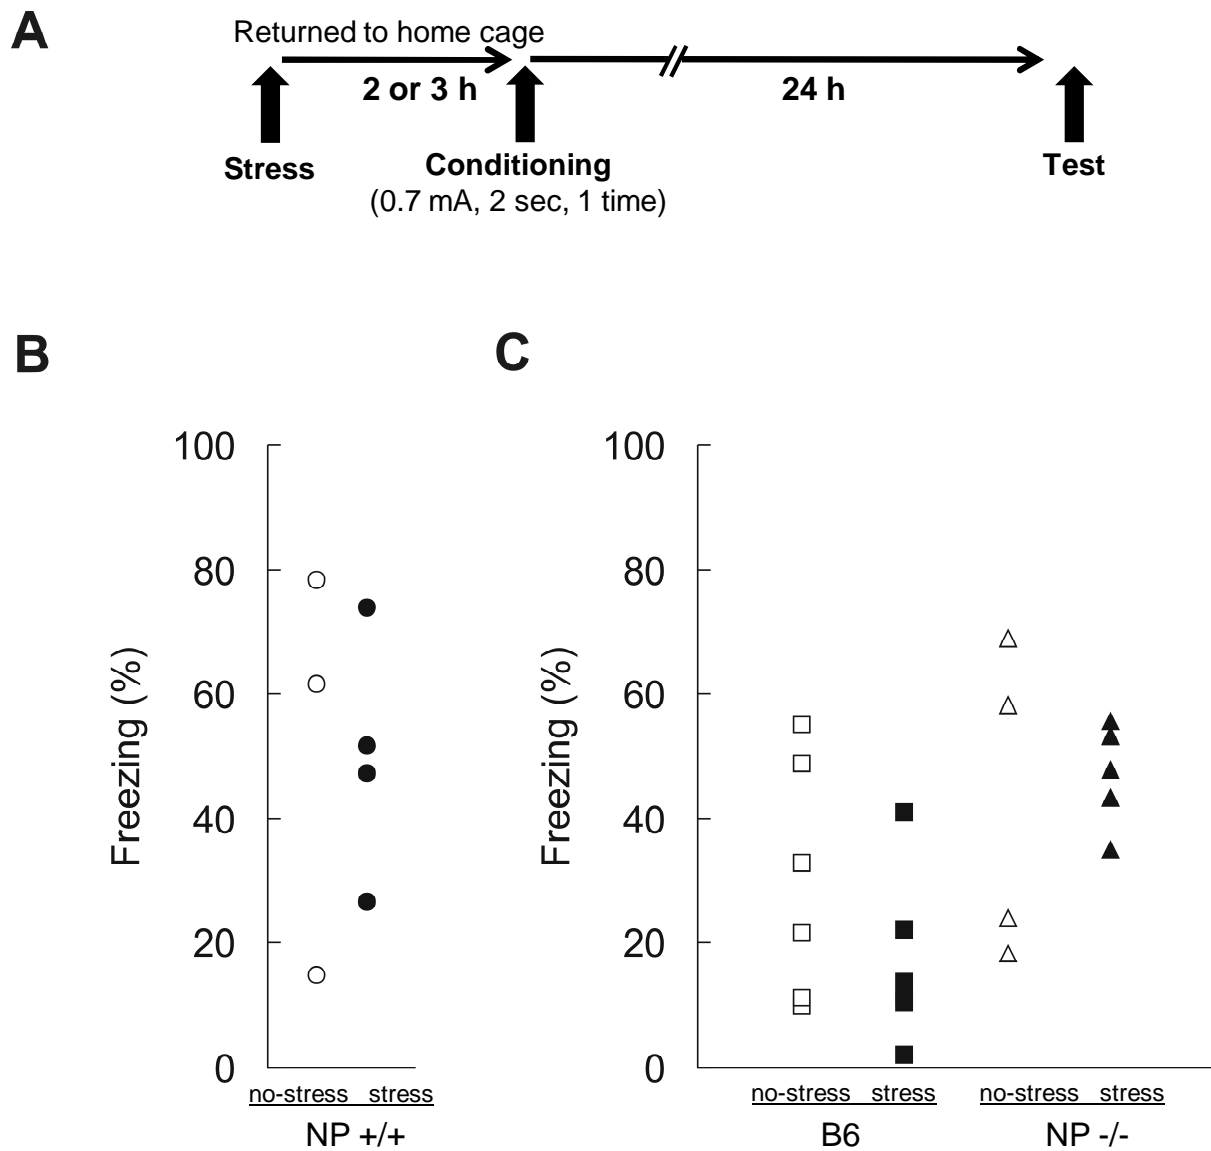 A
Returned to home cage
2 or 3 h
24 h
Stress
Conditioning
Test
(0.7 mA, 2 sec, 1 time)
B
C
100
80
60
40
20
0
Freezing (%)
no-stress stress
NP +/+
100
80
60
40
20
0
Freezing (%)
no-stress stress
no-stress stress
B6
NP -/-